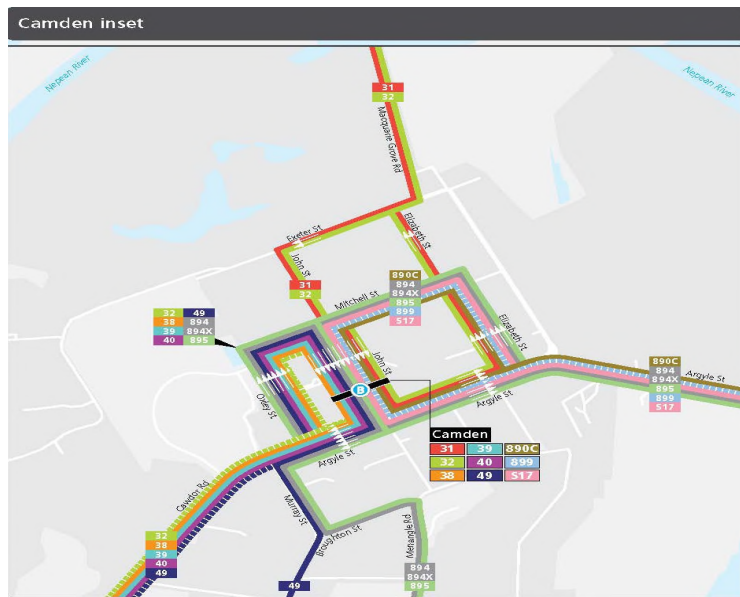 Camden inset
Nepean River
Nepean River
31
32
Macquarie Grove Rd
Exeter St
Elizabeth St
John St
31
32
Mitchell St
890C
894
894X
895
899
S17
32 49
38 894
39 894X
40 895
Elizabeth St
John St
B
Oxley St
Argyle St
890C
894
894X
895
899
S17
Argyle St
Camden
31 39 890C
32 40 899
38 49 S17
Argyle St
Cawdor Rd
Murray St
Broughton St
Menangle Rd
32
38
39
40
49
49
894
894X
895